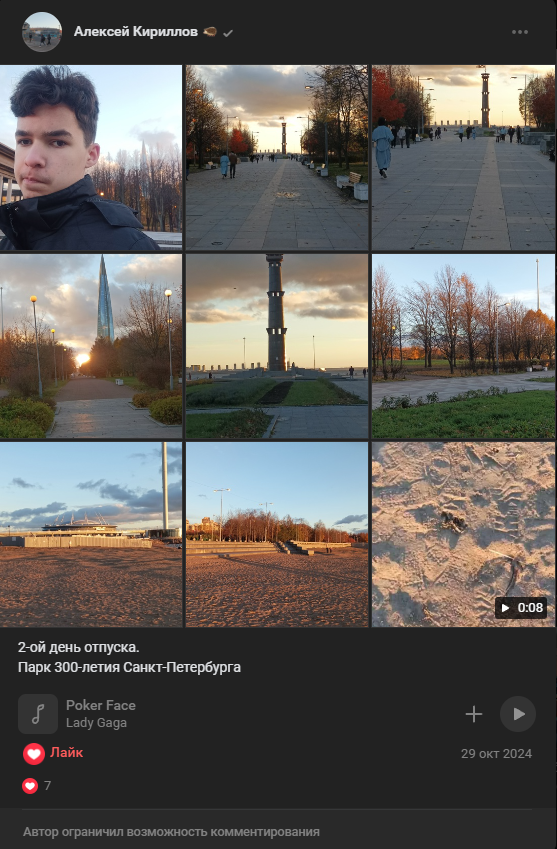 Алексей Кириллов
0:08
2-ой день отпуска.
Парк 300-летия Санкт-Петербурга
Poker Face
Lady Gaga
Лайк
29 окт 2024
7
Автор ограничил возможность комментирования